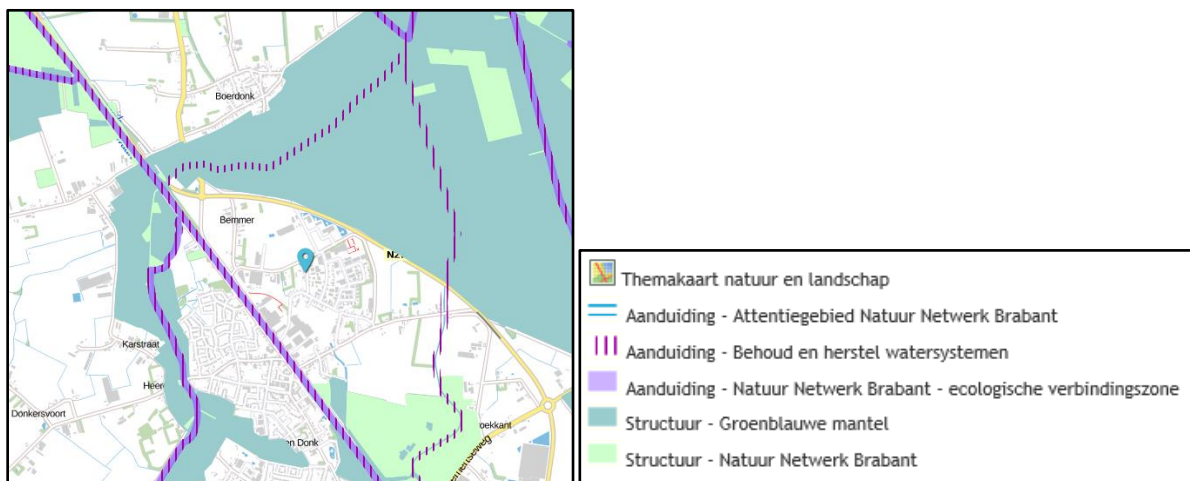 Boerdonk
Bemmer
N27
Karstraat
Heer
Donkersvoort
en Donk
oekkant
Themakaart natuur en landschap
Aanduiding - Attentiegebied Natuur Netwerk Brabant
Aanduiding - Behoud en herstel watersystemen
Aanduiding - Natuur Netwerk Brabant - ecologische verbindingszone
Structuur - Groenblauwe mantel
Structuur - Natuur Netwerk Brabant